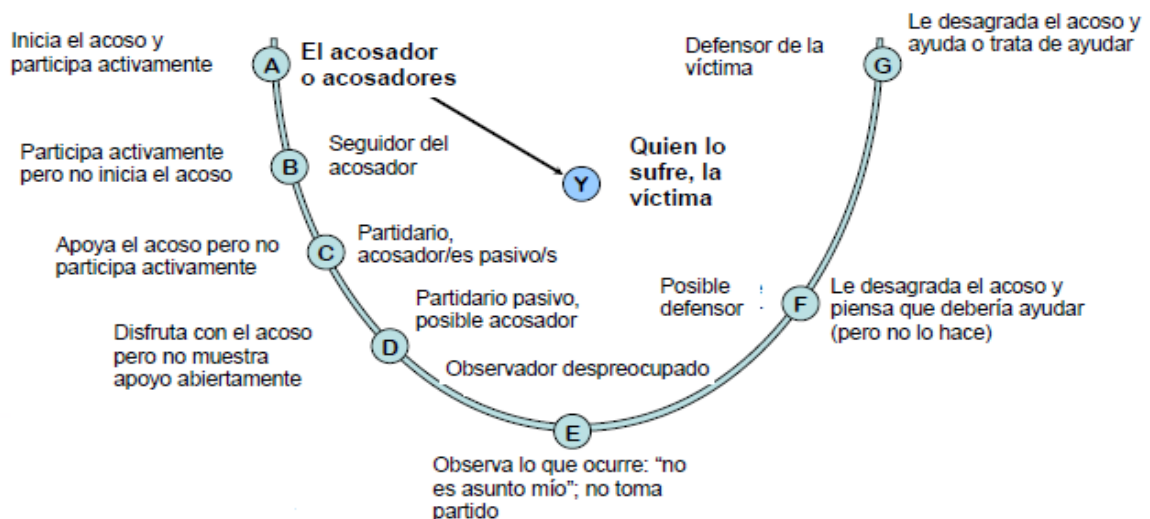 Inicia el acoso y
participa activamente
A
El acosador
o acosadores
Defensor de la
víctima
Le desagrada el acoso y
ayuda o trata de ayudar
G
Participa activamente
pero no inicia el acoso
B
Seguidor del
acosador
Y
Quien lo
sufre, la
víctima
Apoya el acoso pero no
participa activamente
C
Partidario,
acosador/es pasivo/s
Disfruta con el acoso
pero no muestra
apoyo abiertamente
D
Partidario pasivo,
posible acosador
Posible
defensor
F
Le desagrada el acoso y
piensa que debería ayudar
(pero no lo hace)
Observador despreocupado
E
Observa lo que ocurre: “no
es asunto mío”; no toma
partido